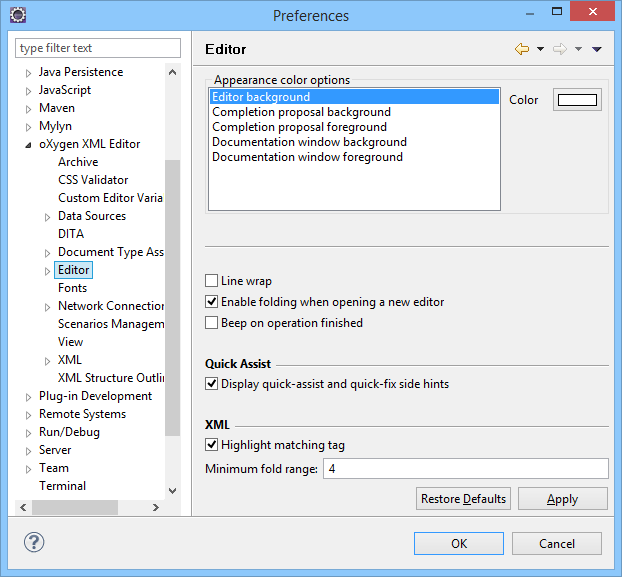 Preferences
type filter text
Java Persistence
JavaScript
Maven
Mylyn
oXygen XML Editor
Archive
CSS Validator
Custom Editor Varia
Data Sources
DITA
Document Type Ass
Editor
Fonts
Network Connection
Scenarios Managem
View
XML
XML Structure Outli
Plug-in Development
Remote Systems
Run/Debug
Server
Team
Terminal
Editor
Appearance color options
Editor background
Completion proposal background
Completion proposal foreground
Documentation window background
Documentation window foreground
Color
Line wrap
Enable folding when opening a new editor
Beep on operation finished
Quick Assist
Display quick-assist and quick-fix side hints
XML
Highlight matching tag
Minimum fold range: 4
Restore Defaults Apply
? OK Cancel